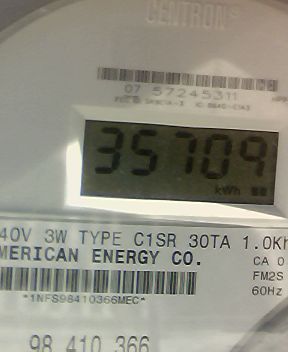 CENTRON®
07 57245311
35709
kWh
40V 3W TYPE C1SR 30TA 1.0Kh
MERICAN ENERGY CO.
CA 0
FM2S
60Hz
*1NFS98410366MEC*
98 410 366